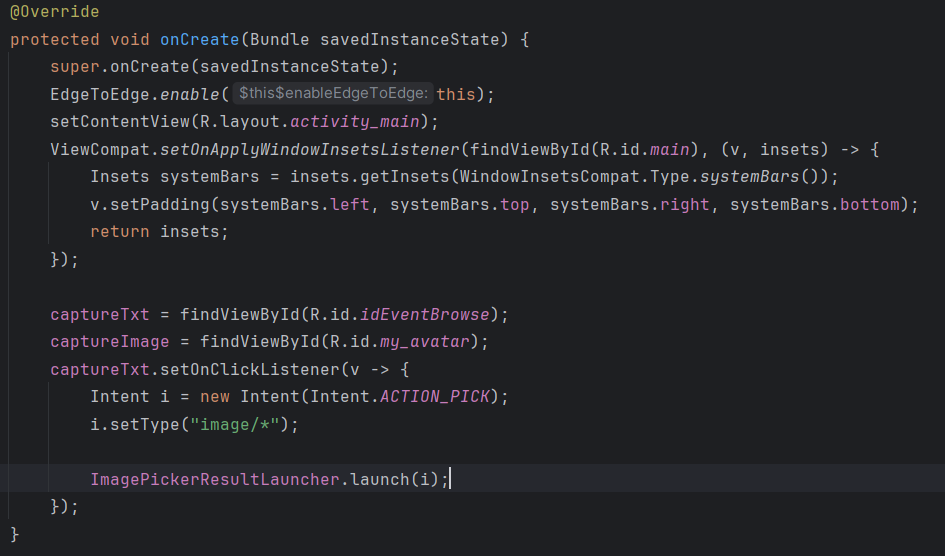 @Override
protected void onCreate(Bundle savedInstanceState) {
super.onCreate(savedInstanceState);
EdgeToEdge.enable( $this$enableEdgeToEdge: this);
setContentView(R.layout.activity_main);
ViewCompat.setOnApplyWindowInsetsListener(findViewById(R.id.main), (v, insets) -> {
Insets systemBars = insets.getInsets(WindowInsetsCompat.Type.systemBars());
v.setPadding(systemBars.left, systemBars.top, systemBars.right, systemBars.bottom);
return insets;
});
captureTxt = findViewById(R.id.idEventBrowse);
captureImage = findViewById(R.id.my_avatar);
captureTxt.setOnClickListener(v -> {
Intent i = new Intent(Intent.ACTION_PICK);
i.setType("image/*");
ImagePickerResultLauncher.launch(i);
});
}